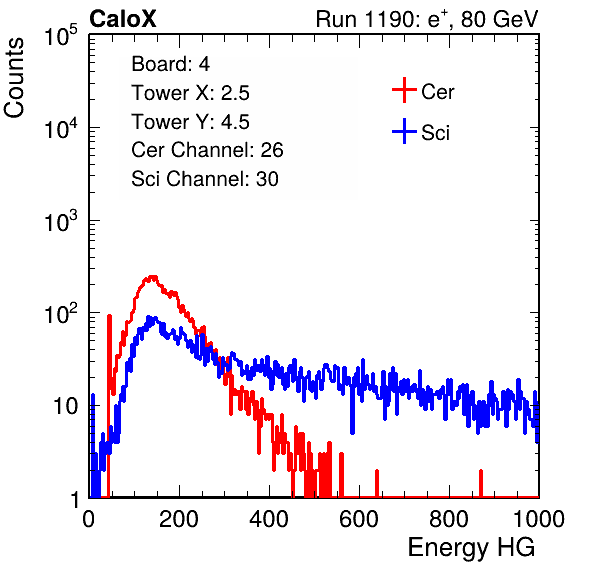 CaloX Run 1190: e⁺, 80 GeV
Counts
10⁵
10⁴
10³
10²
10
1
Board: 4
Tower X: 2.5
Tower Y: 4.5
Cer Channel: 26
Sci Channel: 30
Cer
Sci
0 200 400 600 800 1000
Energy HG